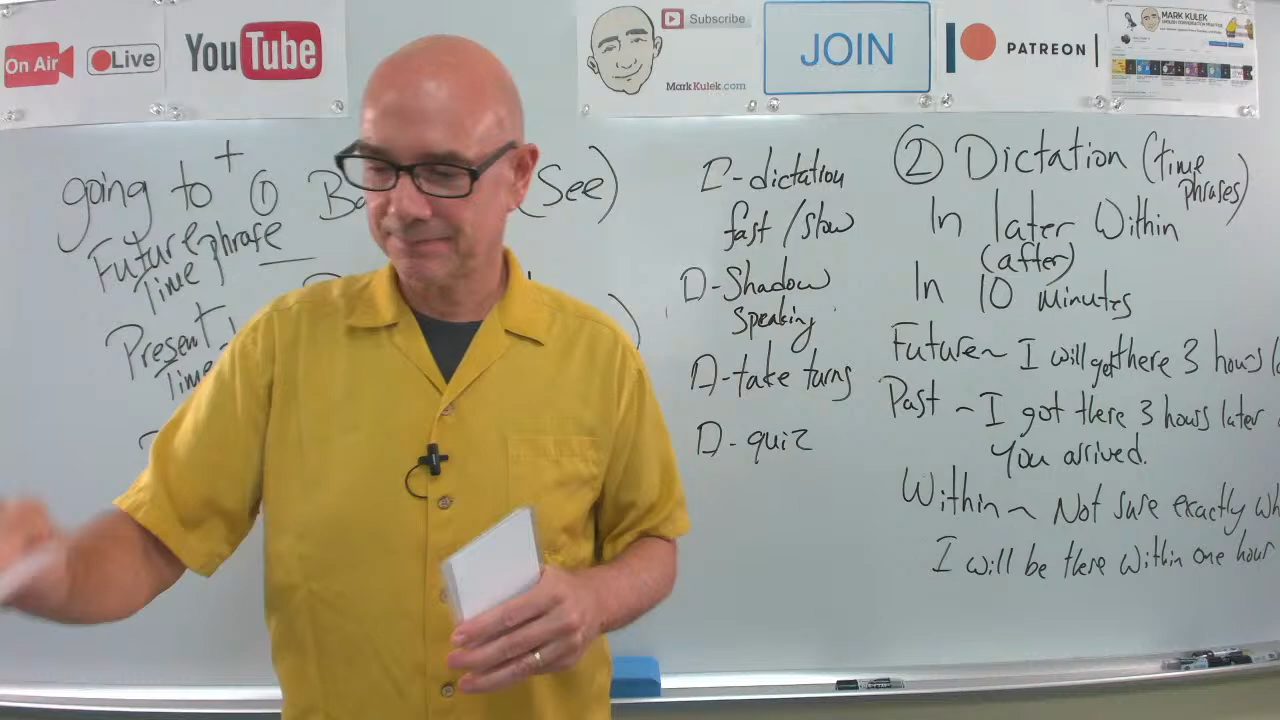 On Air
Live
YouTube
Subscribe
MarkKulek.com
JOIN
PATREON
MARK KULEK
going to + ①
(See)
Future
Time phrase
Present
Time
I-dictation
fast / slow
D-Shadow
speaking
D-take turns
D-quiz
② Dictation (time
phrases)
In later Within
(after)
In 10 minutes
Future~ I will get there 3 hours
Past ~ I got there 3 hours later
you arrived.
Within ~ Not sure exactly
I will be there within one hour